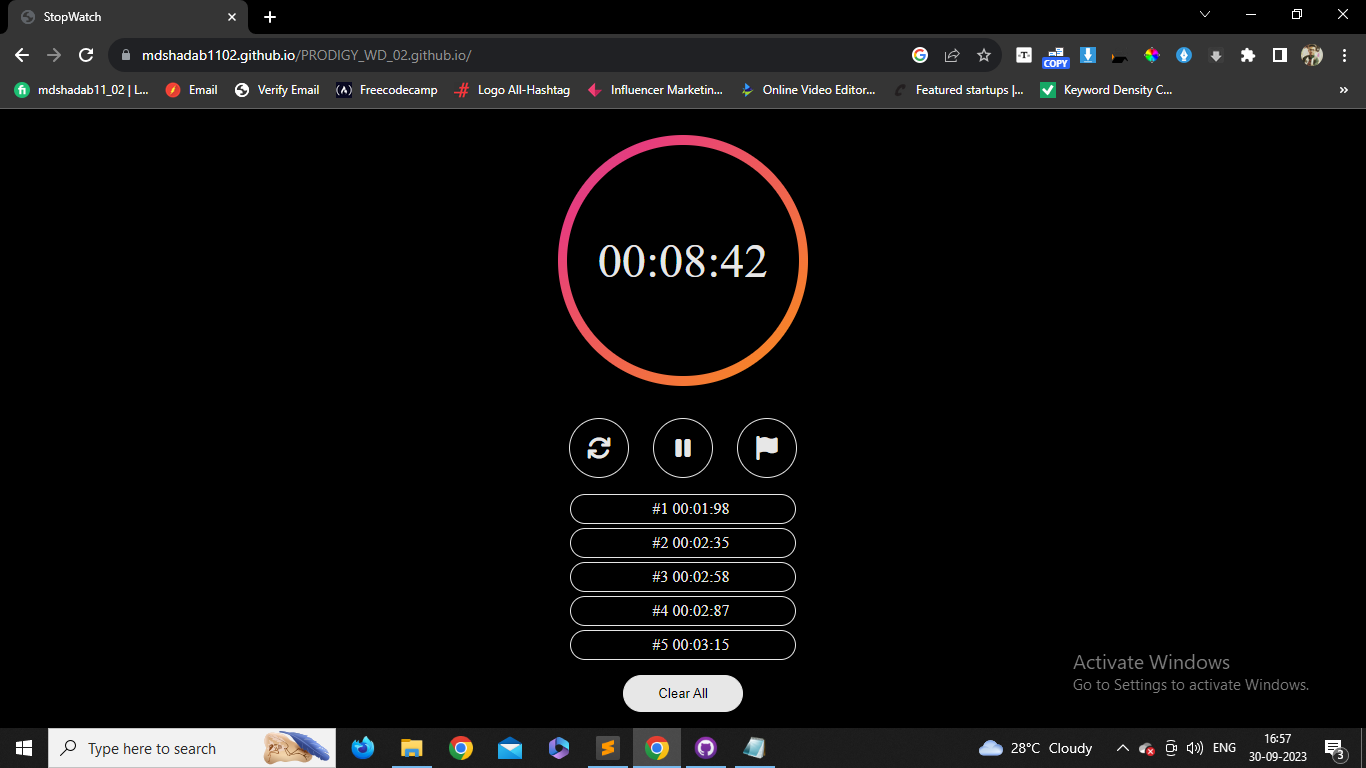 StopWatch
mdshadab1102.github.io/PRODIGY_WD_02.github.io/
-T-
COPY
mdshadab11_02 | L...
Email
Verify Email
Freecodecamp
Logo All-Hashtag
Influencer Marketin...
Online Video Editor...
Featured startups |...
Keyword Density C...
»
00:08:42
#1 00:01:98
#2 00:02:35
#3 00:02:58
#4 00:02:87
#5 00:03:15
Clear All
Activate Windows
Go to Settings to activate Windows.
Type here to search
28°C Cloudy
ENG
16:57
30-09-2023
3